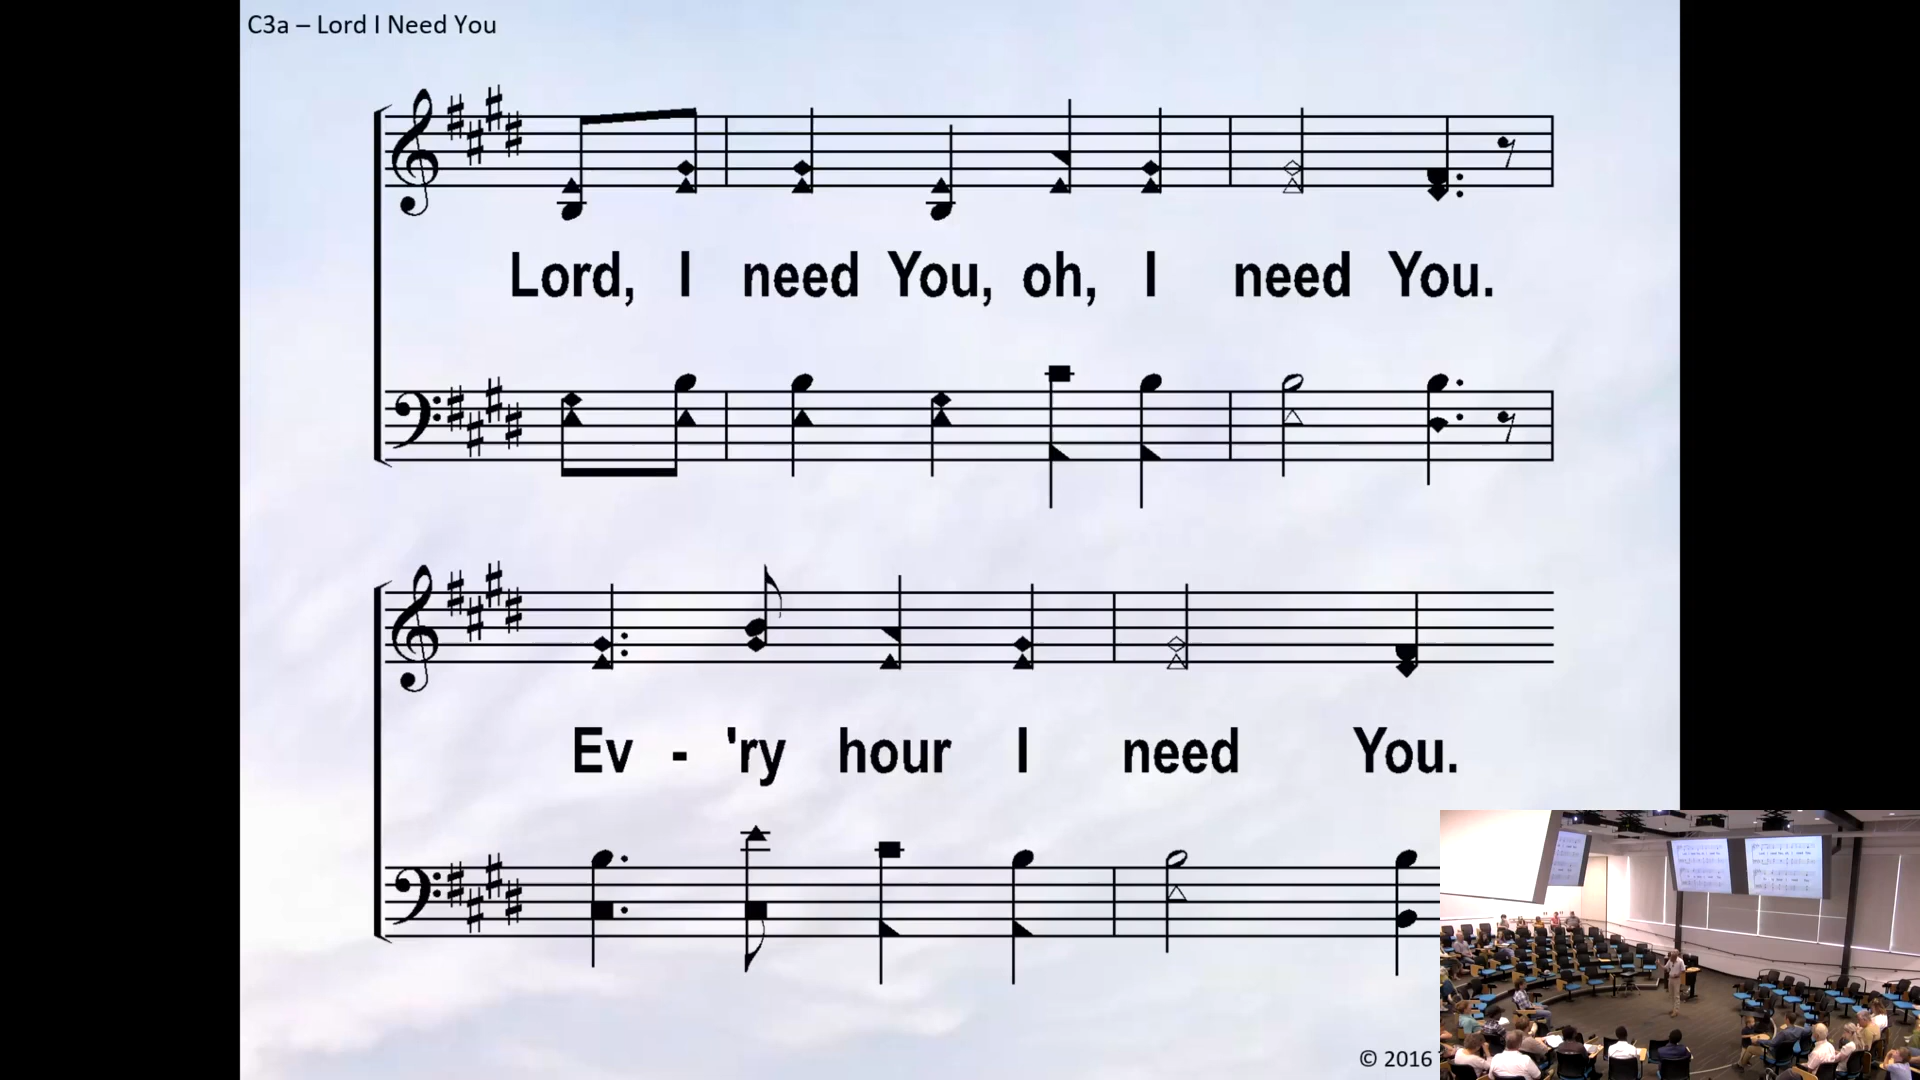 C3a – Lord I Need You
Lord, I need You, oh, I need You.
Ev - 'ry hour I need You.
© 2016